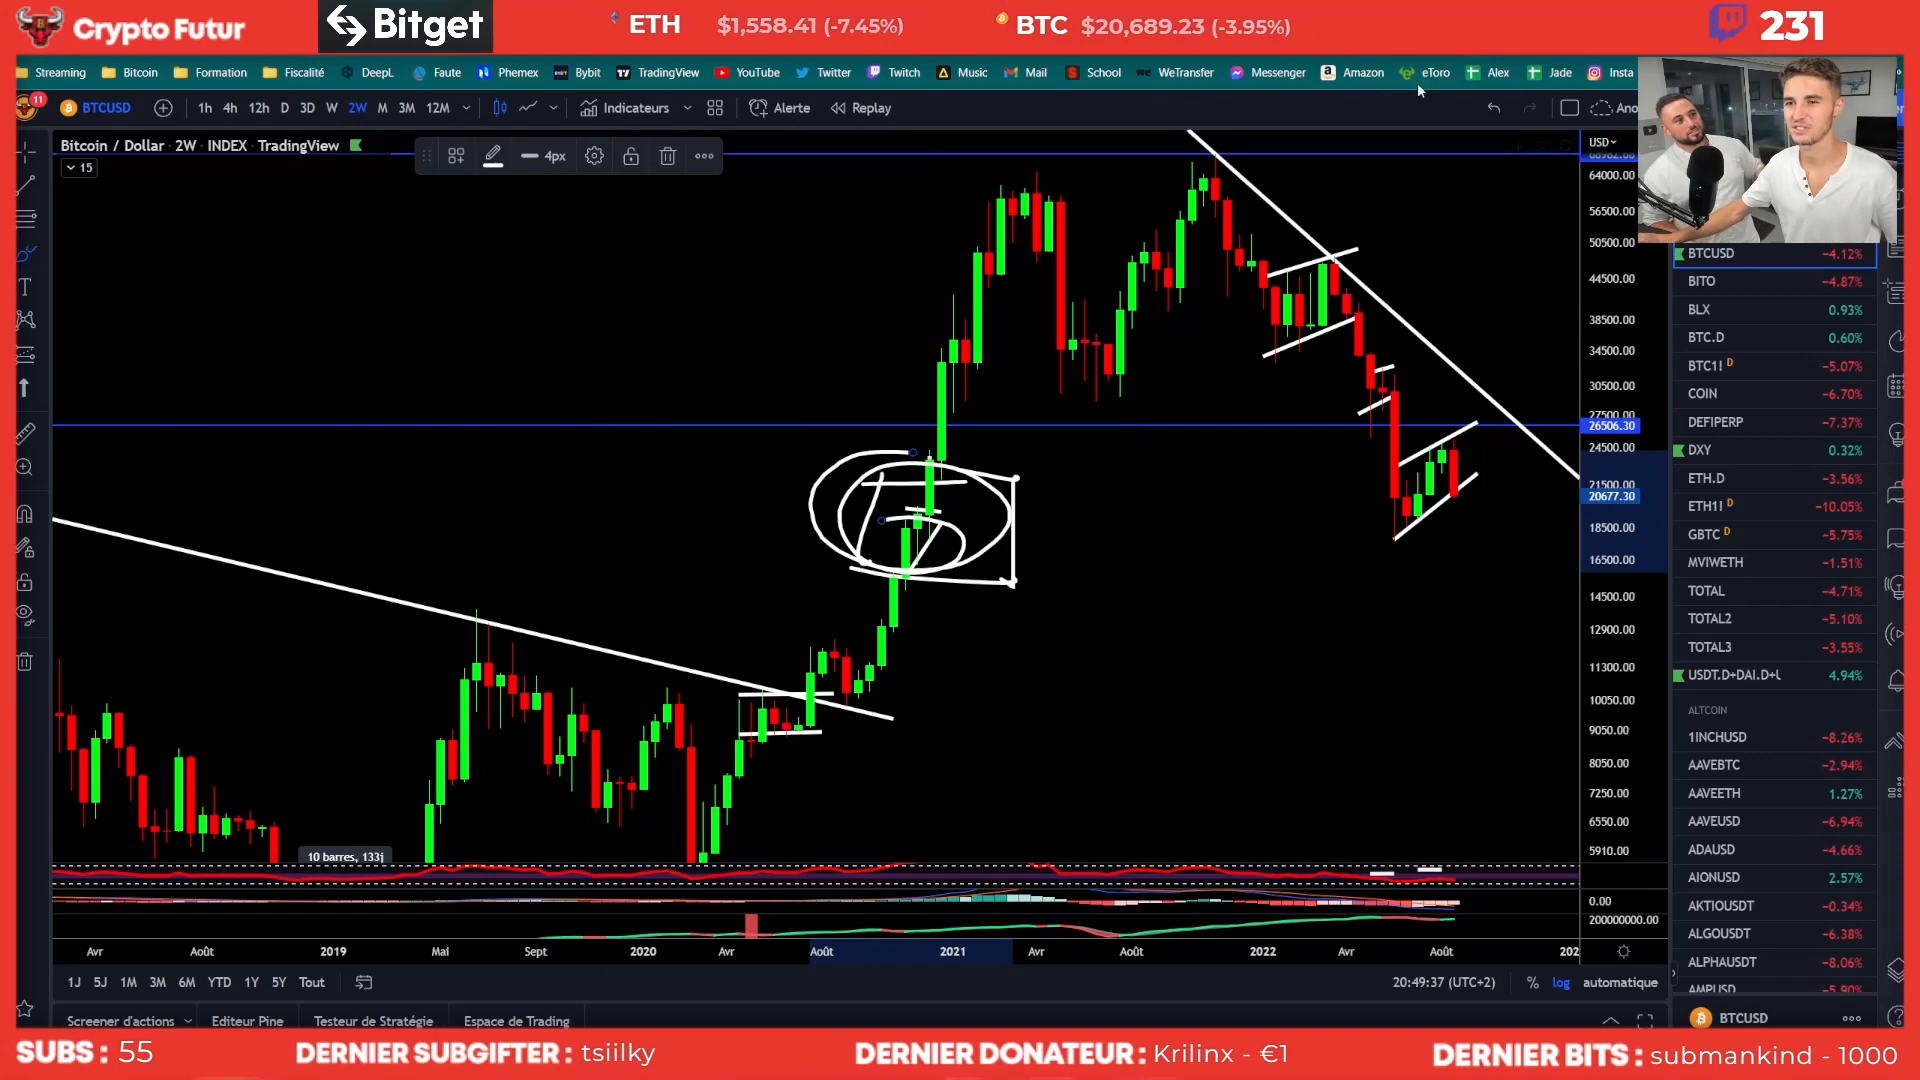 Crypto Futur
Bitget
ETH $1,558.41 (-7.45%)
BTC $20,689.23 (-3.95%)
231
Streaming Bitcoin Formation Fiscalité DeepL Faute Phemex Bybit TradingView YouTube Twitter Twitch Music Mail School WeTransfer Messenger Amazon eToro Alex Jade Insta
11 BTCUSD 1h 4h 12h D 3D W 2W M 3M 12M Indicateurs Alerte Replay Ano
Bitcoin / Dollar · 2W · INDEX · TradingView
15
4px
USD
64000.00
56500.00
50500.00
44500.00
38500.00
34500.00
30500.00
27500.00
26506.30
24500.00
21500.00
20677.30
18500.00
16500.00
14500.00
12900.00
11300.00
10050.00
9050.00
8050.00
7250.00
6550.00
5910.00
0.00
200000000.00
10 barres, 133j
Avr Août 2019 Mai Sept 2020 Avr Août 2021 Avr Août 2022 Avr Août 202
1J 5J 1M 3M 6M YTD 1Y 5Y Tout
20:49:37 (UTC+2) % log automatique
Screener d'actions Editeur Pine Testeur de Stratégie Espace de Trading
BTCUSD -4.12%
BITO -4.87%
BLX 0.93%
BTC.D 0.60%
BTC1! D -5.07%
COIN -6.70%
DEFIPERP -7.37%
DXY 0.32%
ETH.D -3.56%
ETH1! D -10.05%
GBTC D -5.75%
MVIWETH -1.51%
TOTAL -4.71%
TOTAL2 -5.10%
TOTAL3 -3.55%
USDT.D+DAI.D+L 4.94%
ALTCOIN
1INCHUSD -8.26%
AAVEBTC -2.94%
AAVEETH 1.27%
AAVEUSD -6.94%
ADAUSD -4.66%
AIONUSD 2.57%
AKTIOUSDT -0.34%
ALGOUSDT -6.38%
ALPHAUSDT -8.06%
AMPUSD -5.90%
BTCUSD
SUBS : 55
DERNIER SUBGIFTER : tsiilky
DERNIER DONATEUR : Krilinx - €1
DERNIER BITS : submankind - 1000